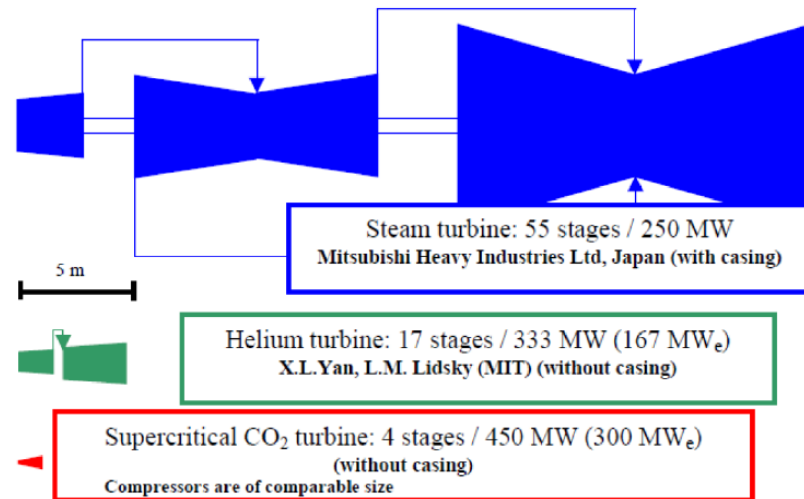 Steam turbine: 55 stages / 250 MW
Mitsubishi Heavy Industries Ltd, Japan (with casing)
5 m
Helium turbine: 17 stages / 333 MW (167 MWe)
X.L.Yan, L.M. Lidsky (MIT) (without casing)
Supercritical CO2 turbine: 4 stages / 450 MW (300 MWe)
(without casing)
Compressors are of comparable size